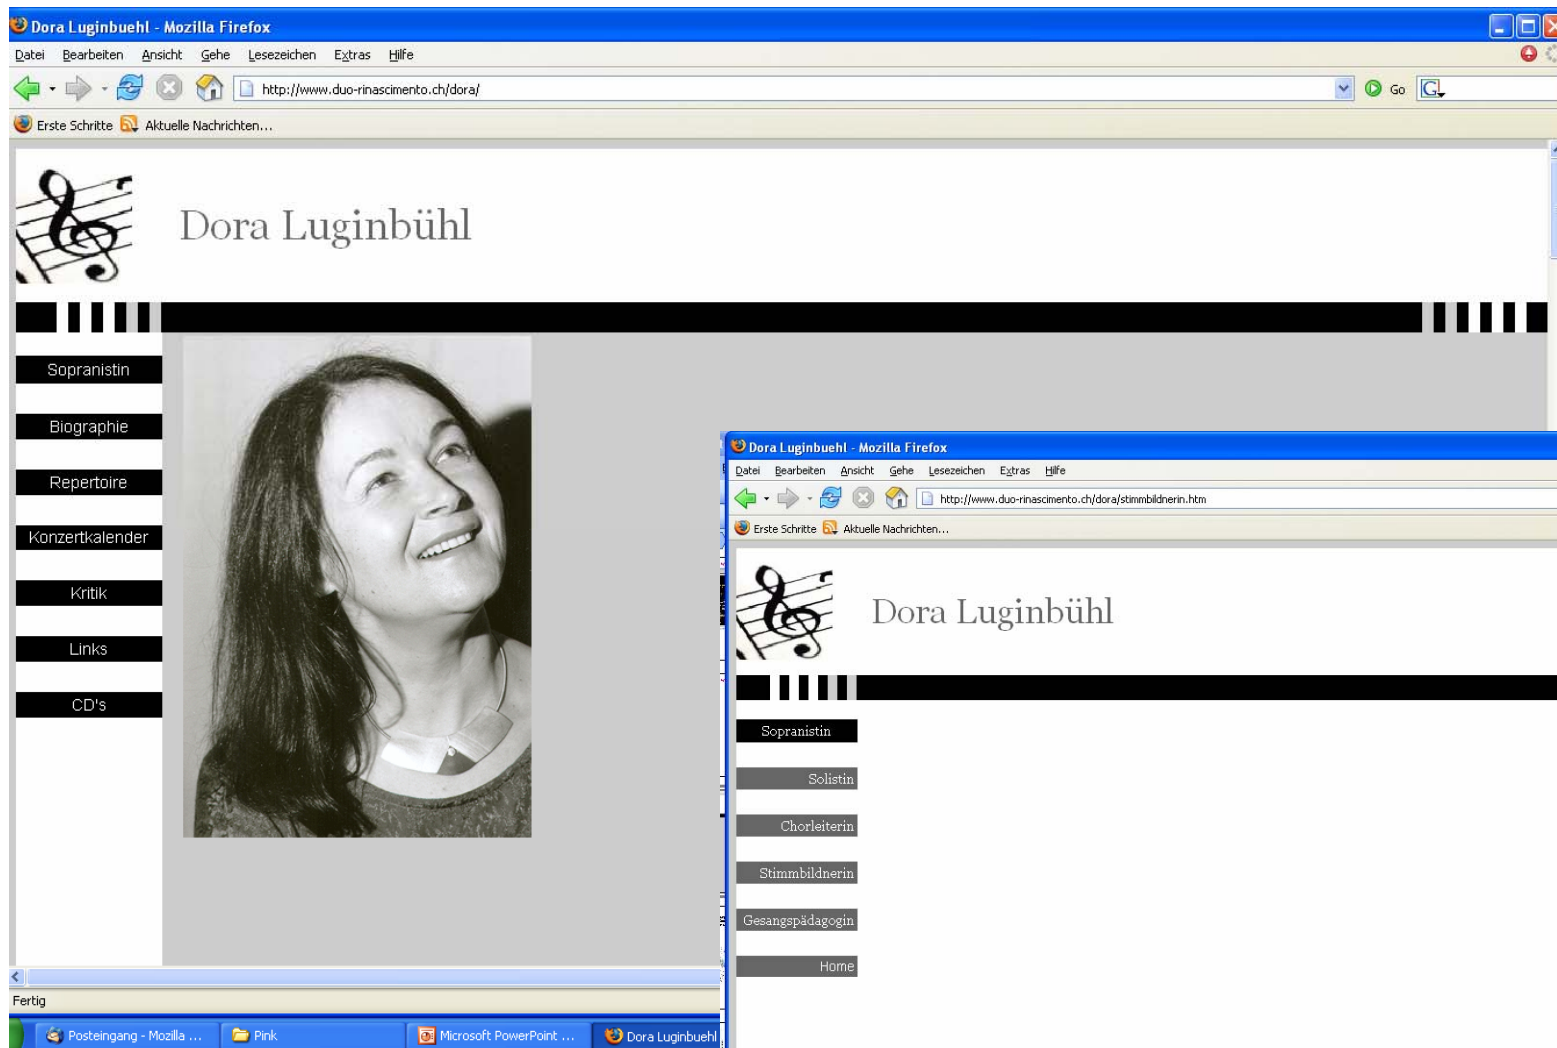 Dora Luginbuehl - Mozilla Firefox
Datei Bearbeiten Ansicht Gehe Lesezeichen Extras Hilfe
http://www.duo-rinascimento.ch/dora/ Go
Erste Schritte Aktuelle Nachrichten...
Dora Luginbühl
Sopranistin
Biographie
Repertoire
Konzertkalender
Kritik
Links
CD's
Fertig
Posteingang - Mozilla ... Pink Microsoft PowerPoint ... Dora Luginbuehl
Dora Luginbuehl - Mozilla Firefox
Datei Bearbeiten Ansicht Gehe Lesezeichen Extras Hilfe
http://www.duo-rinascimento.ch/dora/stimmbildnerin.htm
Erste Schritte Aktuelle Nachrichten...
Dora Luginbühl
Sopranistin
Solistin
Chorleiterin
Stimmbildnerin
Gesangspädagogin
Home